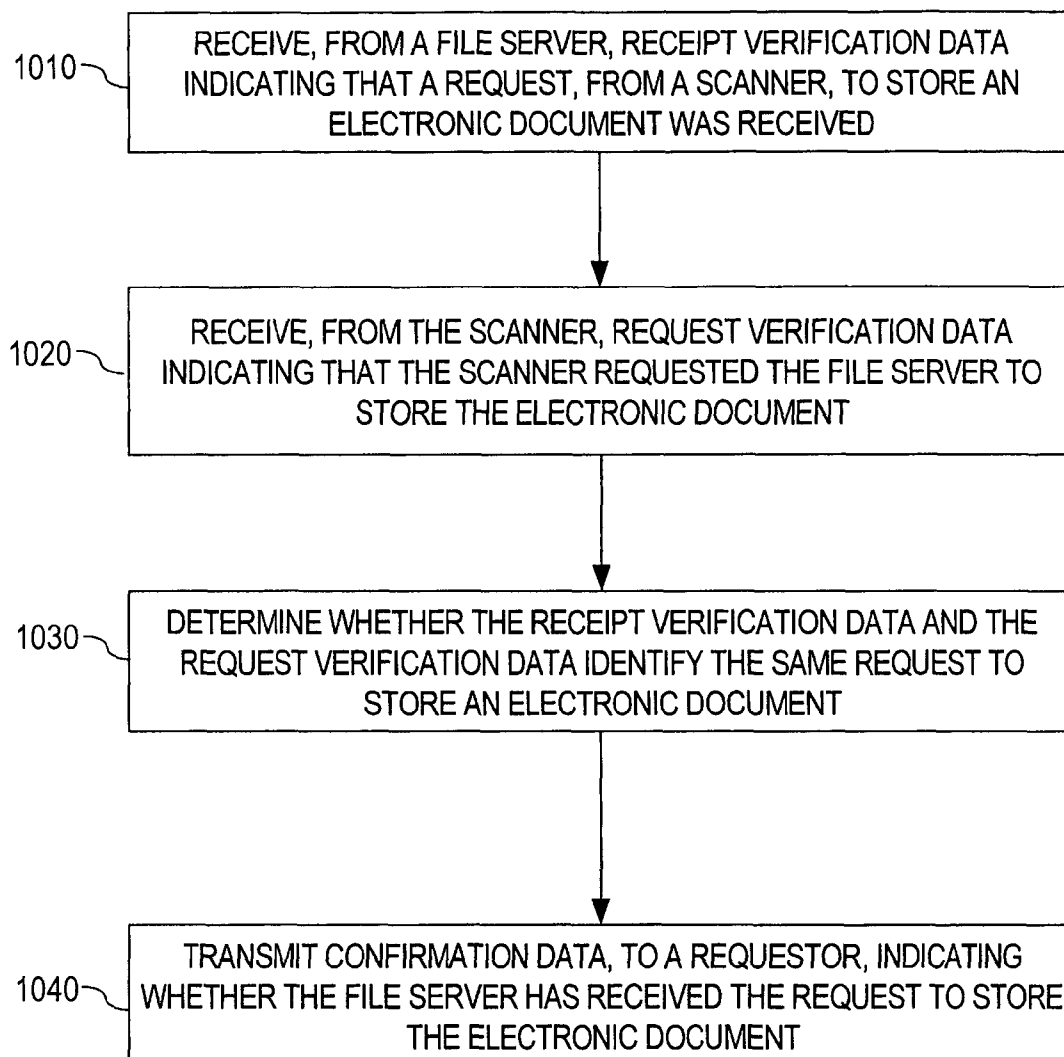 1010
RECEIVE, FROM A FILE SERVER, RECEIPT VERIFICATION DATA
INDICATING THAT A REQUEST, FROM A SCANNER, TO STORE AN
ELECTRONIC DOCUMENT WAS RECEIVED
1020
RECEIVE, FROM THE SCANNER, REQUEST VERIFICATION DATA
INDICATING THAT THE SCANNER REQUESTED THE FILE SERVER TO
STORE THE ELECTRONIC DOCUMENT
1030
DETERMINE WHETHER THE RECEIPT VERIFICATION DATA AND THE
REQUEST VERIFICATION DATA IDENTIFY THE SAME REQUEST TO
STORE AN ELECTRONIC DOCUMENT
1040
TRANSMIT CONFIRMATION DATA, TO A REQUESTOR, INDICATING
WHETHER THE FILE SERVER HAS RECEIVED THE REQUEST TO STORE
THE ELECTRONIC DOCUMENT